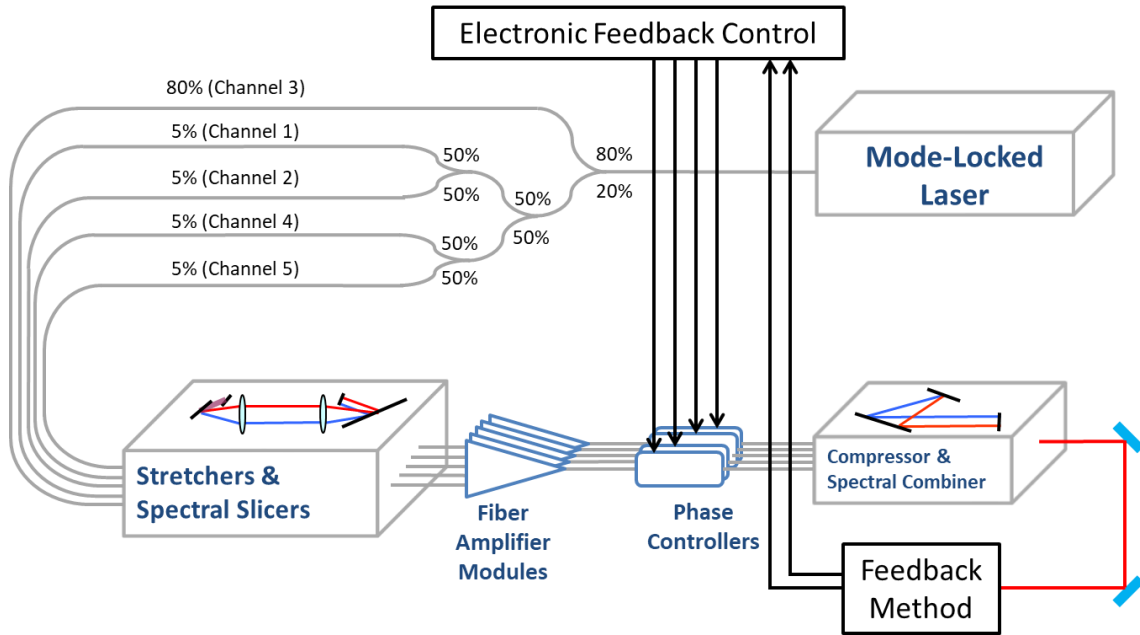 Electronic Feedback Control
80% (Channel 3)
5% (Channel 1)
50%
80%
Mode-Locked
Laser
5% (Channel 2)
50%
50%
20%
5% (Channel 4)
50%
50%
5% (Channel 5)
50%
Stretchers &
Spectral Slicers
Fiber
Amplifier
Modules
Phase
Controllers
Compressor &
Spectral Combiner
Feedback
Method